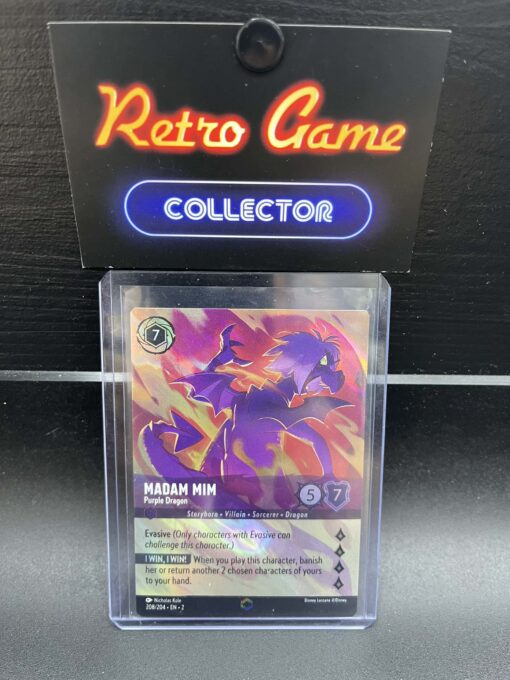 Retro Game
COLLECTOR
7
MADAM MIM
Purple Dragon
5 7
Storyborn • Villain • Sorcerer • Dragon
Evasive (Only characters with Evasive can
challenge this character.)
I WIN, I WIN! When you play this character, banish
her or return another 2 chosen characters of yours
to your hand.
Nicholas Kole
208/204 • EN • 2
Disney Lorcana ©Disney